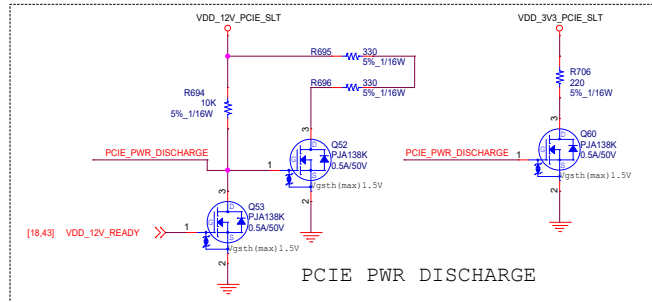 VDD_12V_PCIE_SLT
VDD_3V3_PCIE_SLT
R695
330
5%_1/16W
R694
10K
5%_1/16W
R696
330
5%_1/16W
R706
220
5%_1/16W
3
Q52
PJA138K
0.5A/50V
D
G
S
1
2
Vgsth(max)1.5V
3
Q60
PJA138K
0.5A/50V
D
G
S
1
2
Vgsth(max)1.5V
PCIE_PWR_DISCHARGE
PCIE_PWR_DISCHARGE
3
Q53
PJA138K
0.5A/50V
D
G
S
1
2
Vgsth(max)1.5V
[18,43] VDD_12V_READY
PCIE PWR DISCHARGE